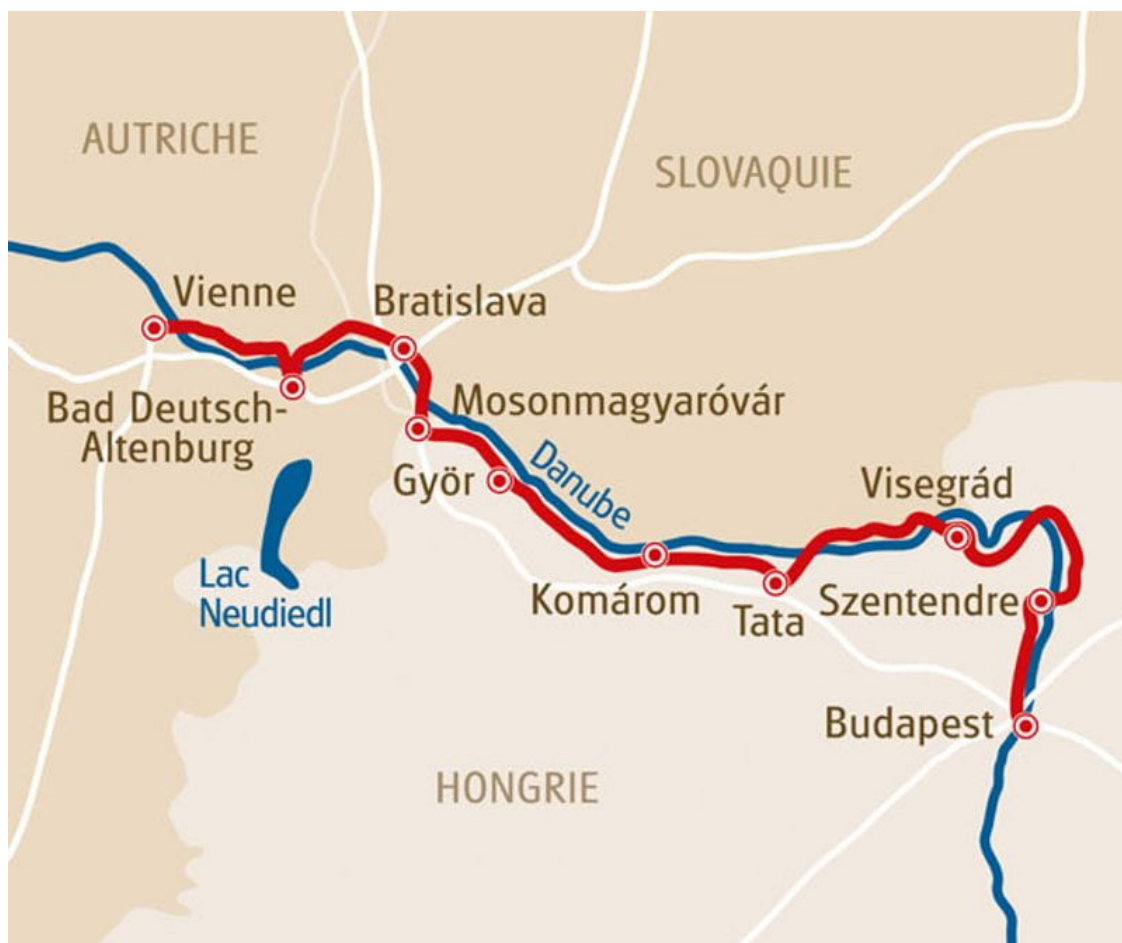 AUTRICHE
SLOVAQUIE
Vienne
Bratislava
Bad Deutsch-
Altenburg
Mosonmagyaróvár
Györ
Danube
Visegrád
Lac
Neudiedl
Komárom
Tata
Szentendre
Budapest
HONGRIE